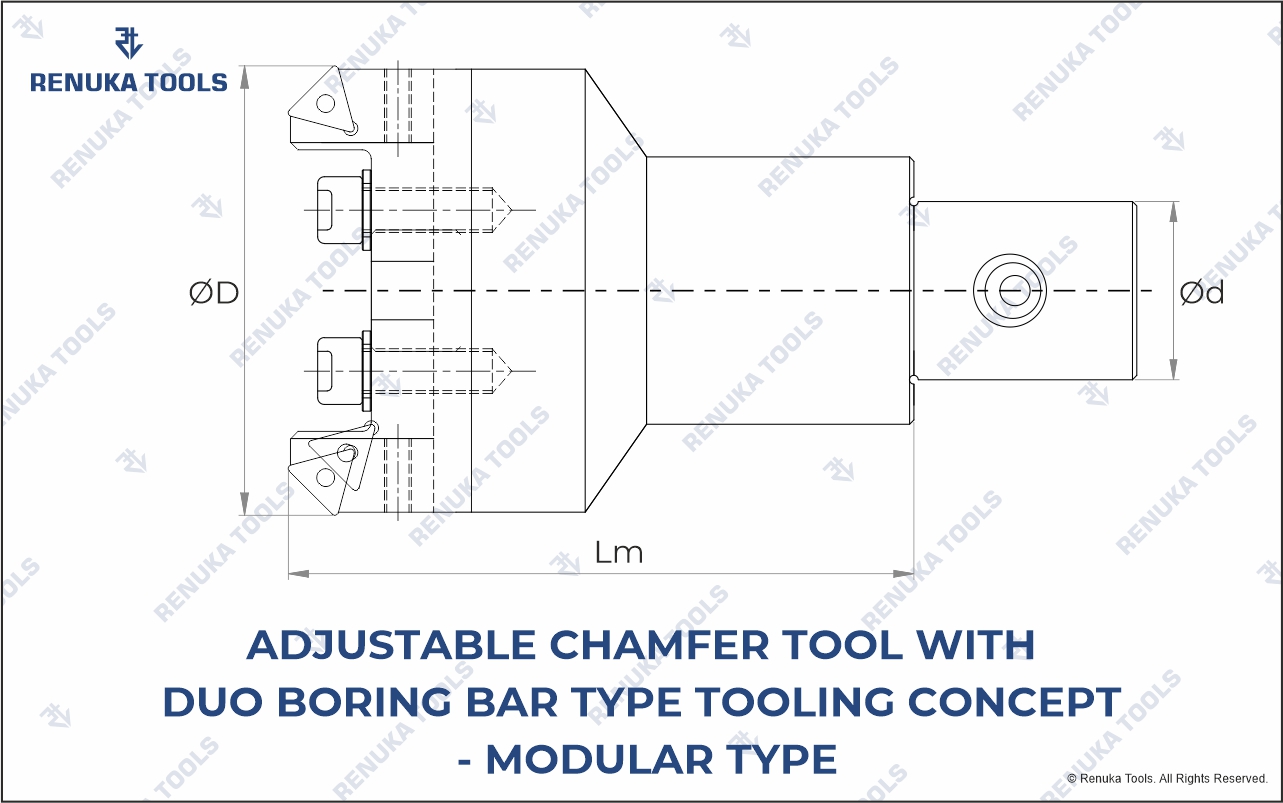 RENUKA TOOLS
ØD
Ød
Lm
ADJUSTABLE CHAMFER TOOL WITH
DUO BORING BAR TYPE TOOLING CONCEPT
- MODULAR TYPE
© Renuka Tools. All Rights Reserved.